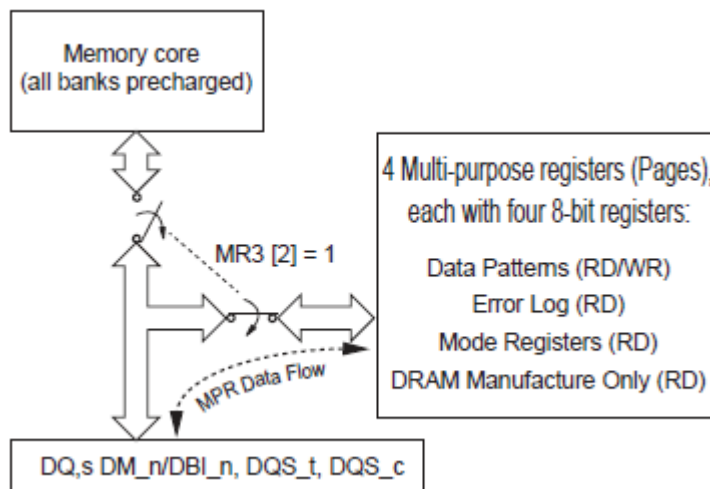 Memory core
(all banks precharged)
4 Multi-purpose registers (Pages),
each with four 8-bit registers:
Data Patterns (RD/WR)
Error Log (RD)
Mode Registers (RD)
DRAM Manufacture Only (RD)
MR3 [2] = 1
MPR Data Flow
DQ,s DM_n/DBI_n, DQS_t, DQS_c